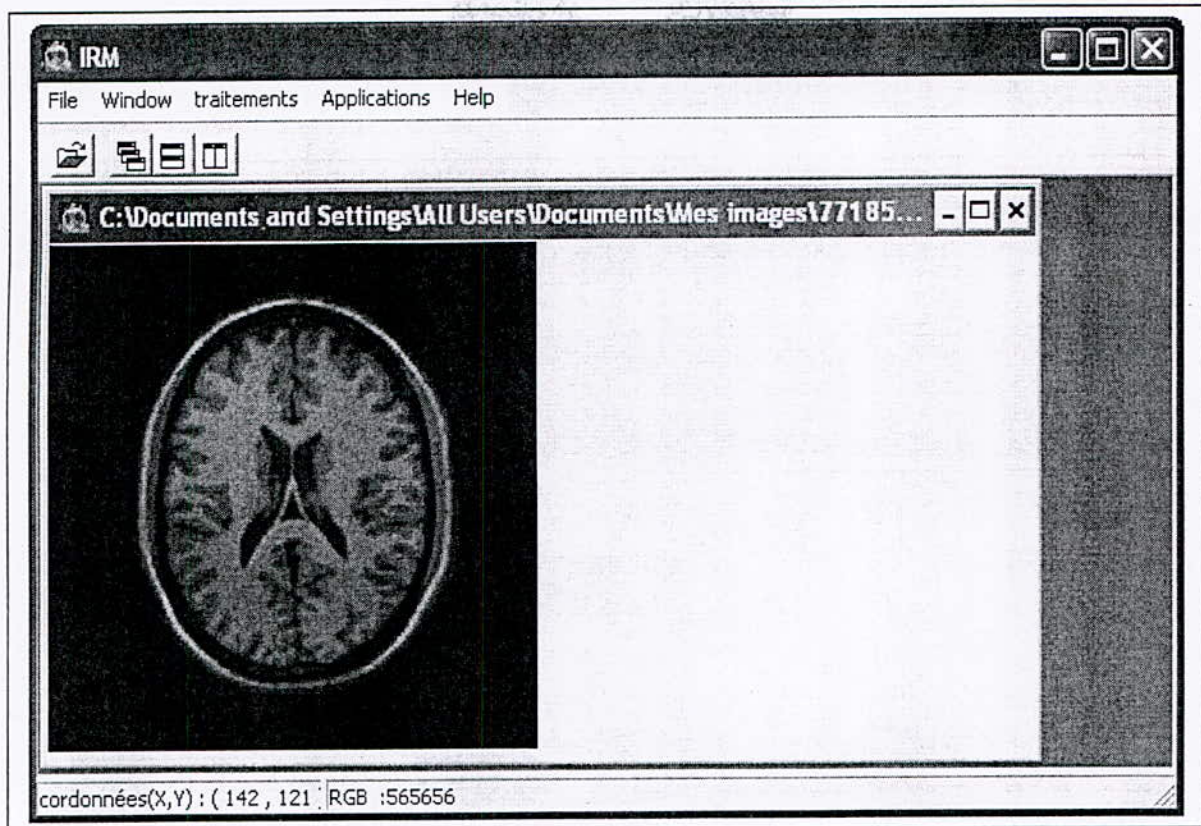 IRM
File Window traitements Applications Help
C:\Documents and Settings\All Users\Documents\Mes images\77185...
cordonnées(X,Y) : ( 142 , 121 RGB :565656